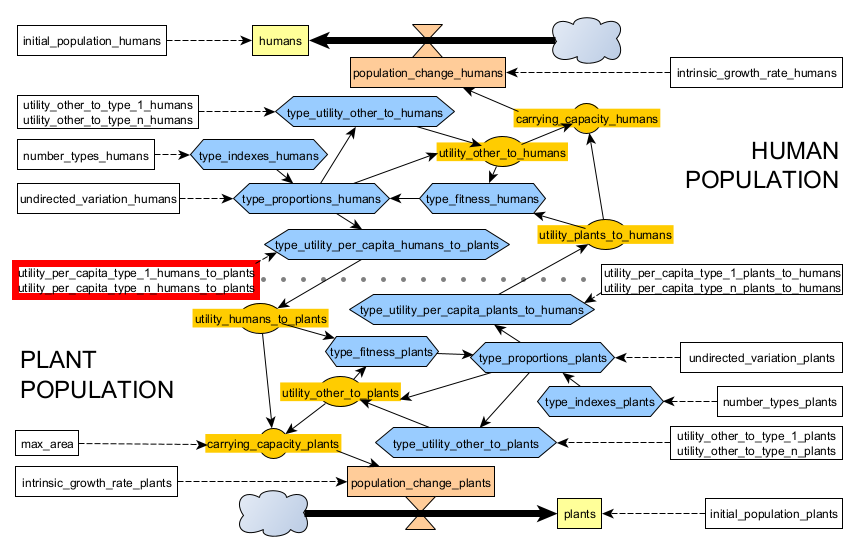 initial_population_humans
humans
population_change_humans
intrinsic_growth_rate_humans
utility_other_to_type_1_humans
utility_other_to_type_n_humans
type_utility_other_to_humans
carrying_capacity_humans
number_types_humans
type_indexes_humans
utility_other_to_humans
HUMAN
POPULATION
undirected_variation_humans
type_proportions_humans
type_fitness_humans
type_utility_per_capita_humans_to_plants
utility_plants_to_humans
utility_per_capita_type_1_humans_to_plants
utility_per_capita_type_n_humans_to_plants
utility_per_capita_type_1_plants_to_humans
utility_per_capita_type_n_plants_to_humans
type_utility_per_capita_plants_to_humans
utility_humans_to_plants
PLANT
POPULATION
type_fitness_plants
type_proportions_plants
undirected_variation_plants
utility_other_to_plants
type_indexes_plants
number_types_plants
max_area
carrying_capacity_plants
type_utility_other_to_plants
utility_other_to_type_1_plants
utility_other_to_type_n_plants
intrinsic_growth_rate_plants
population_change_plants
plants
initial_population_plants